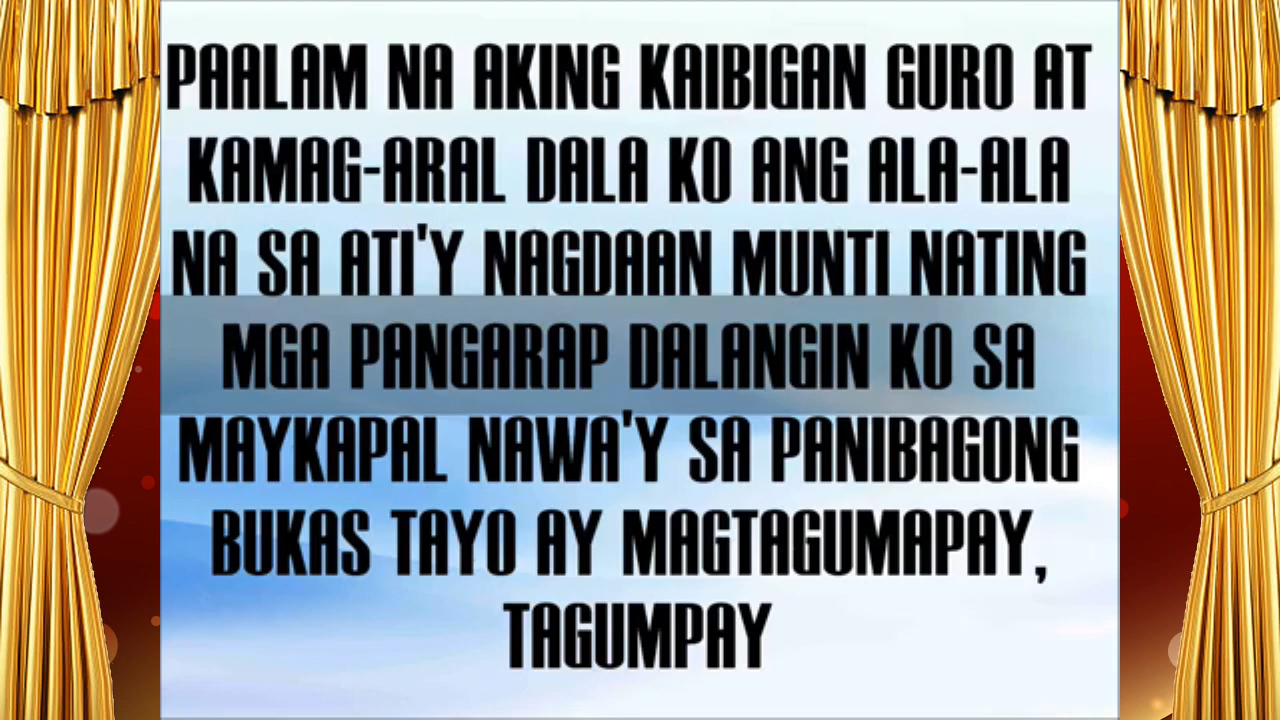 PAALAM NA AKING KAIBIGAN GURO AT
KAMAG-ARAL DALA KO ANG ALA-ALA
NA SA ATI'Y NAGDAAN MUNTI NATING
MGA PANGARAP DALANGIN KO SA
MAYKAPAL NAWA'Y SA PANIBAGONG
BUKAS TAYO AY MAGTAGUMAPAY,
TAGUMPAY